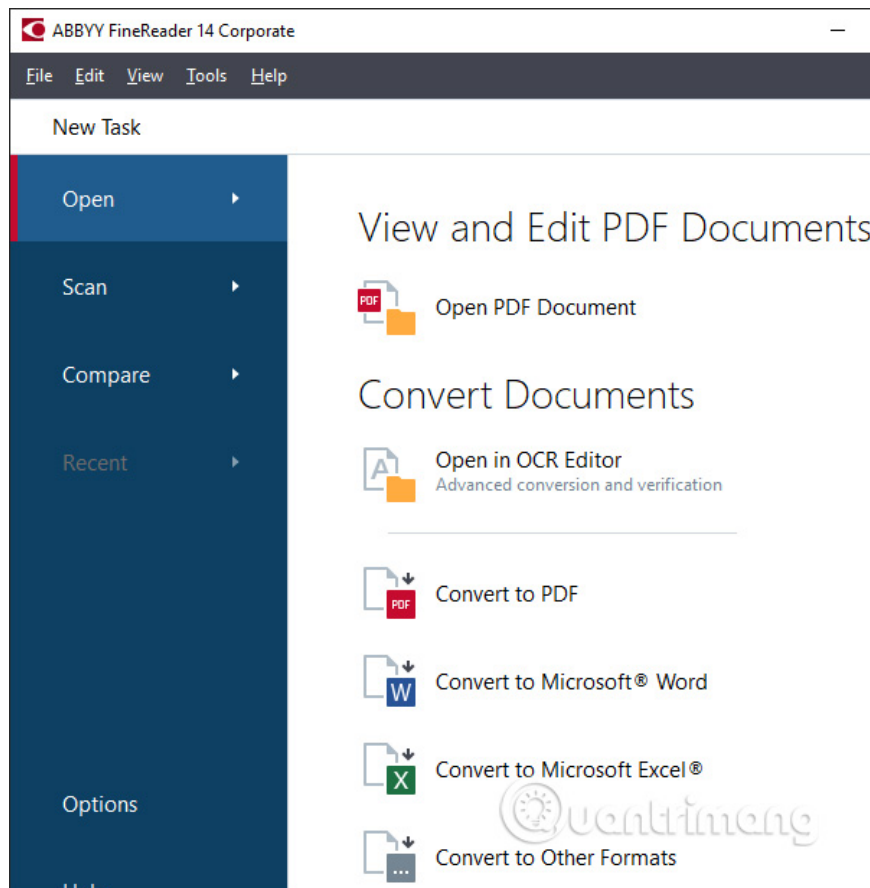 ABBYY FineReader 14 Corporate
File Edit View Tools Help
New Task
Open
Scan
Compare
Recent
Options
View and Edit PDF Documents
PDF
Open PDF Document
Convert Documents
A
Open in OCR Editor
Advanced conversion and verification
PDF
Convert to PDF
W
Convert to Microsoft® Word
X
Convert to Microsoft Excel®
...
Convert to Other Formats
Quantrimang